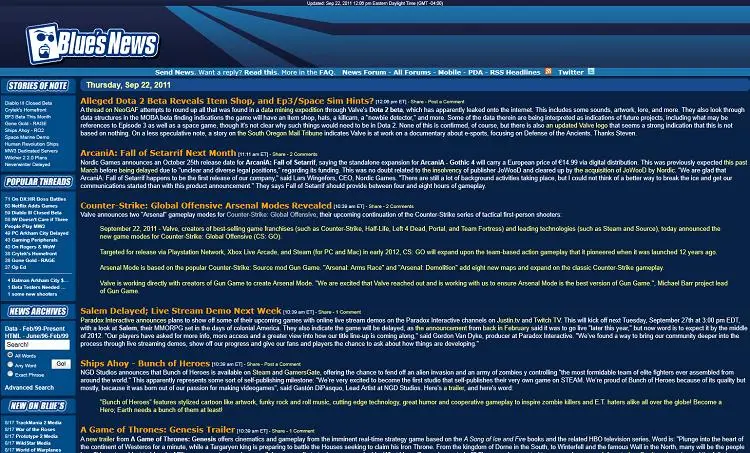 Updated: Sep 22, 2011 12:08 pm Eastern Daylight Time (GMT -04:00)
Blue's News
Send News. Want a reply? Read this. More in the FAQ. News Forum - All Forums - Mobile - PDA - RSS Headlines Twitter
STORIES OF NOTE
Diablo III Closed Beta
Crytek's Homefront
BF3 Beta This Month
Gone Gold - RAGE
Ships Ahoy - RO2
Space Marine Demo
Human Revolution Ships
MW3 Dedicated Servers
Winter 2.2.0 Plans
Neverwinter Delayed
POPULAR THREADS
71 On DX:HR Boss Battles
60 Netflix Adds Games
59 Diablo III Closed Beta
58 We Doesn't Care if Three
People Play MW3
49 PC Arkham City Delayed
43 Gaming Peripherals
40 On Rogers & WoW
39 Crytek's Homefront
38 Gone Gold - RAGE
37 Op Ed
4 Batman Arkham City $...
1 Beta Testers Needed....
1 some new shooters
NEWS ARCHIVES
Data - Feb/99-Present
HTML - June/96-Feb/99
Search!
All Words
Any Word
Exact Phrase
Go!
Advanced Search
NEW ON BLUE'S
8/17 TrackMania 2 Media
8/17 War of the Roses
8/17 Prototype 2 Media
8/17 WildStar Media
8/17 World of Warplanes
Thursday, Sep 22, 2011
Alleged Dota 2 Beta Reveals Item Shop, and Ep3/Space Sim Hints? [12:08 pm ET] - Share - Post a Comment
A thread on NeoGAF attempts to round up all that was found in a data mining expedition through Valve's Dota 2 beta, which has apparently been leaked onto the internet. This includes some sounds, artwork, lore, and more. They also look through data
structures in the MOBA beta finding indications the game will have an item shop, hats, a killcam, a "newbie detector," and more. Some of the data therein are being interpreted as indications of future projects, including what may be
references to Episode 3 as well as a space game, though it's not clear why such things would need to be in Dota 2. None of this is confirmed, of course, but there is also an updated Valve logo that seems a strong indication that this is not
based on nothing. On a less speculative note, a story on the South Oregon Mail Tribune indicates Valve is at work on a documentary about e-sports, focusing on Defense of the Ancients. Thanks Steven.
ArcaniA: Fall of Setarrif Next Month [11:11 am ET] - Share - 2 Comments
Nordic Games announces an October 25th release date for ArcaniA: Fall of Setarrif, saying the standalone expansion for ArcaniA - Gothic 4 will carry a European price of €14.99 via digital distribution. This was previously expected this past
March before being delayed due to "unclear and diverse legal positions," regarding its funding. This was no doubt related to the insolvency of publisher JoWooD and cleared up by the acquisition of JoWooD by Nordic. "We are glad that
ArcaniA: Fall of Setarrif happens to be the first release of our company," said Lars Wingefors, CEO, Nordic Games. "There are still a lot of background activities taking place, but I could not think of a better way to break the ice and get our
communications started than with this product announcement." They says Fall of Setarrif should provide between four and eight hours of gameplay.
Counter-Strike: Global Offensive Arsenal Modes Revealed [10:39 am ET] - Share - 2 Comments
Valve announces two "Arsenal" gameplay modes for Counter-Strike: Global Offensive, their upcoming continuation of the Counter-Strike series of tactical first-person shooters:
September 22, 2011 - Valve, creators of best-selling game franchises (such as Counter-Strike, Half-Life, Left 4 Dead, Portal, and Team Fortress) and leading technologies (such as Steam and Source), today announced the
new game modes for Counter-Strike: Global Offensive (CS: GO).
Targeted for release via Playstation Network, Xbox Live Arcade, and Steam (for PC and Mac) in early 2012, CS: GO will expand upon the team-based action gameplay that it pioneered when it was launched 12 years ago.
Arsenal Mode is based on the popular Counter-Strike: Source mod Gun Game. "Arsenal: Arms Race" and "Arsenal: Demolition" add eight new maps and expand on the classic Counter-Strike gameplay.
Valve is working directly with creators of Gun Game to create Arsenal Mode. "We are excited that Valve reached out and is working with us to ensure Arsenal Mode is the best version of Gun Game.", Michael Barr project lead
of Gun Game.
Salem Delayed; Live Stream Demo Next Week [10:39 am ET] - Share - 1 Comment
Paradox Interactive announces plans to show off some of their upcoming games with online live stream demos on the Paradox Interactive channels on Justin.tv and Twitch TV. This will kick off next Tuesday, September 27th at 3:00 pm EDT,
with a look at Salem, their MMORPG set in the days of colonial America. They also indicate the game will be delayed, as the announcement from back in February said it was to go live "later this year," but now word is to expect it by the middle
of 2012. "Our players have asked for more info, more access and a greater view into how our title line-up is coming along," said Gordon Van Dyke, producer at Paradox Interactive. "We've found a way to bring our community deeper into the
process through live streaming demos, show off our progress and give our fans and players the chance to ask about how things are developing."
Ships Ahoy - Bunch of Heroes [10:39 am ET] - Share - Post a Comment
NGD Studios announces that Bunch of Heroes is available on Steam and GamersGate, offering the chance to fend off an alien invasion and an army of zombies y controlling "the most formidable team of elite fighters ever assembled from
around the world." This apparently represents some sort of self-publishing milestone: "We're very excited to become the first studio that self-publishes their very own game on STEAM. We're proud of Bunch of Heroes because of its quality but
mostly, because it was born out of our passion for making videogames", said Gastón DiPasquo, Lead Artist at NGD Studios. Here's a trailer, and here's word:
"Bunch of Heroes" features stylized cartoon like artwork, funky rock and roll music, cutting edge technology, great humor and cooperative gameplay to inspire zombie killers and E.T. haters alike all over the globe! Become a
Hero; Earth needs a bunch of them at least!
A Game of Thrones: Genesis Trailer [10:39 am ET] - Share - 1 Comment
A new trailer from A Game of Thrones: Genesis offers cinematics and gameplay from the imminent real-time strategy game based on the A Song of Ice and Fire books and the related HBO television series. Word is: "Plunge into the heart of
the continent of Westeros for a minute, while a Targaryen king is preparing to battle the Houses seeking to claim his Iron Throne. From the kingdom of Dorne in the South, to Winterfell and the famous Wall in the North, many will be the people